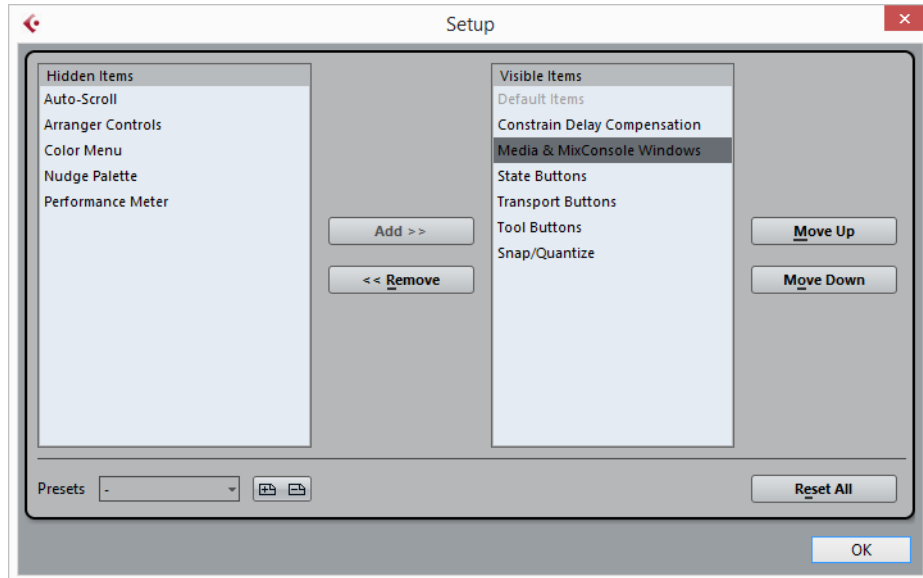 Setup
Hidden Items
Auto-Scroll
Arranger Controls
Color Menu
Nudge Palette
Performance Meter
Add >>
<< Remove
Visible Items
Default Items
Constrain Delay Compensation
Media & MixConsole Windows
State Buttons
Transport Buttons
Tool Buttons
Snap/Quantize
Move Up
Move Down
Presets -
Reset All
OK